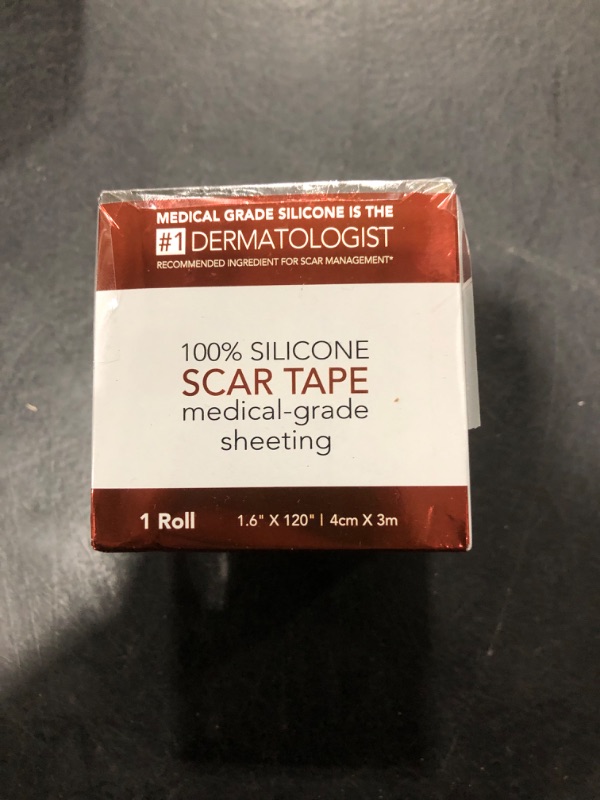 MEDICAL GRADE SILICONE IS THE
#1 DERMATOLOGIST
RECOMMENDED INGREDIENT FOR SCAR MANAGEMENT*
100% SILICONE
SCAR TAPE
medical-grade
sheeting
1 Roll 1.6" X 120" | 4cm X 3m